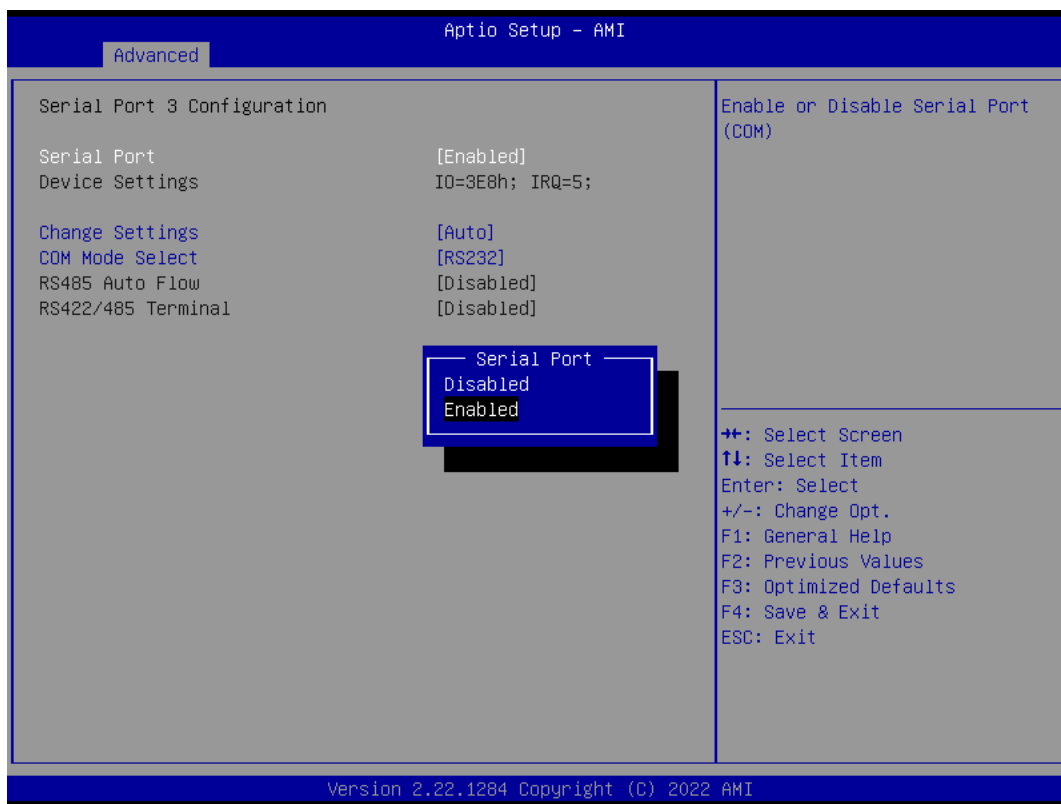 Aptio Setup – AMI
Advanced
Serial Port 3 Configuration
Serial Port [Enabled]
Device Settings IO=3E8h; IRQ=5;
Change Settings [Auto]
COM Mode Select [RS232]
RS485 Auto Flow [Disabled]
RS422/485 Terminal [Disabled]
Serial Port
Disabled
Enabled
Enable or Disable Serial Port
(COM)
→←: Select Screen
↑↓: Select Item
Enter: Select
+/-: Change Opt.
F1: General Help
F2: Previous Values
F3: Optimized Defaults
F4: Save & Exit
ESC: Exit
Version 2.22.1284 Copyright (C) 2022 AMI